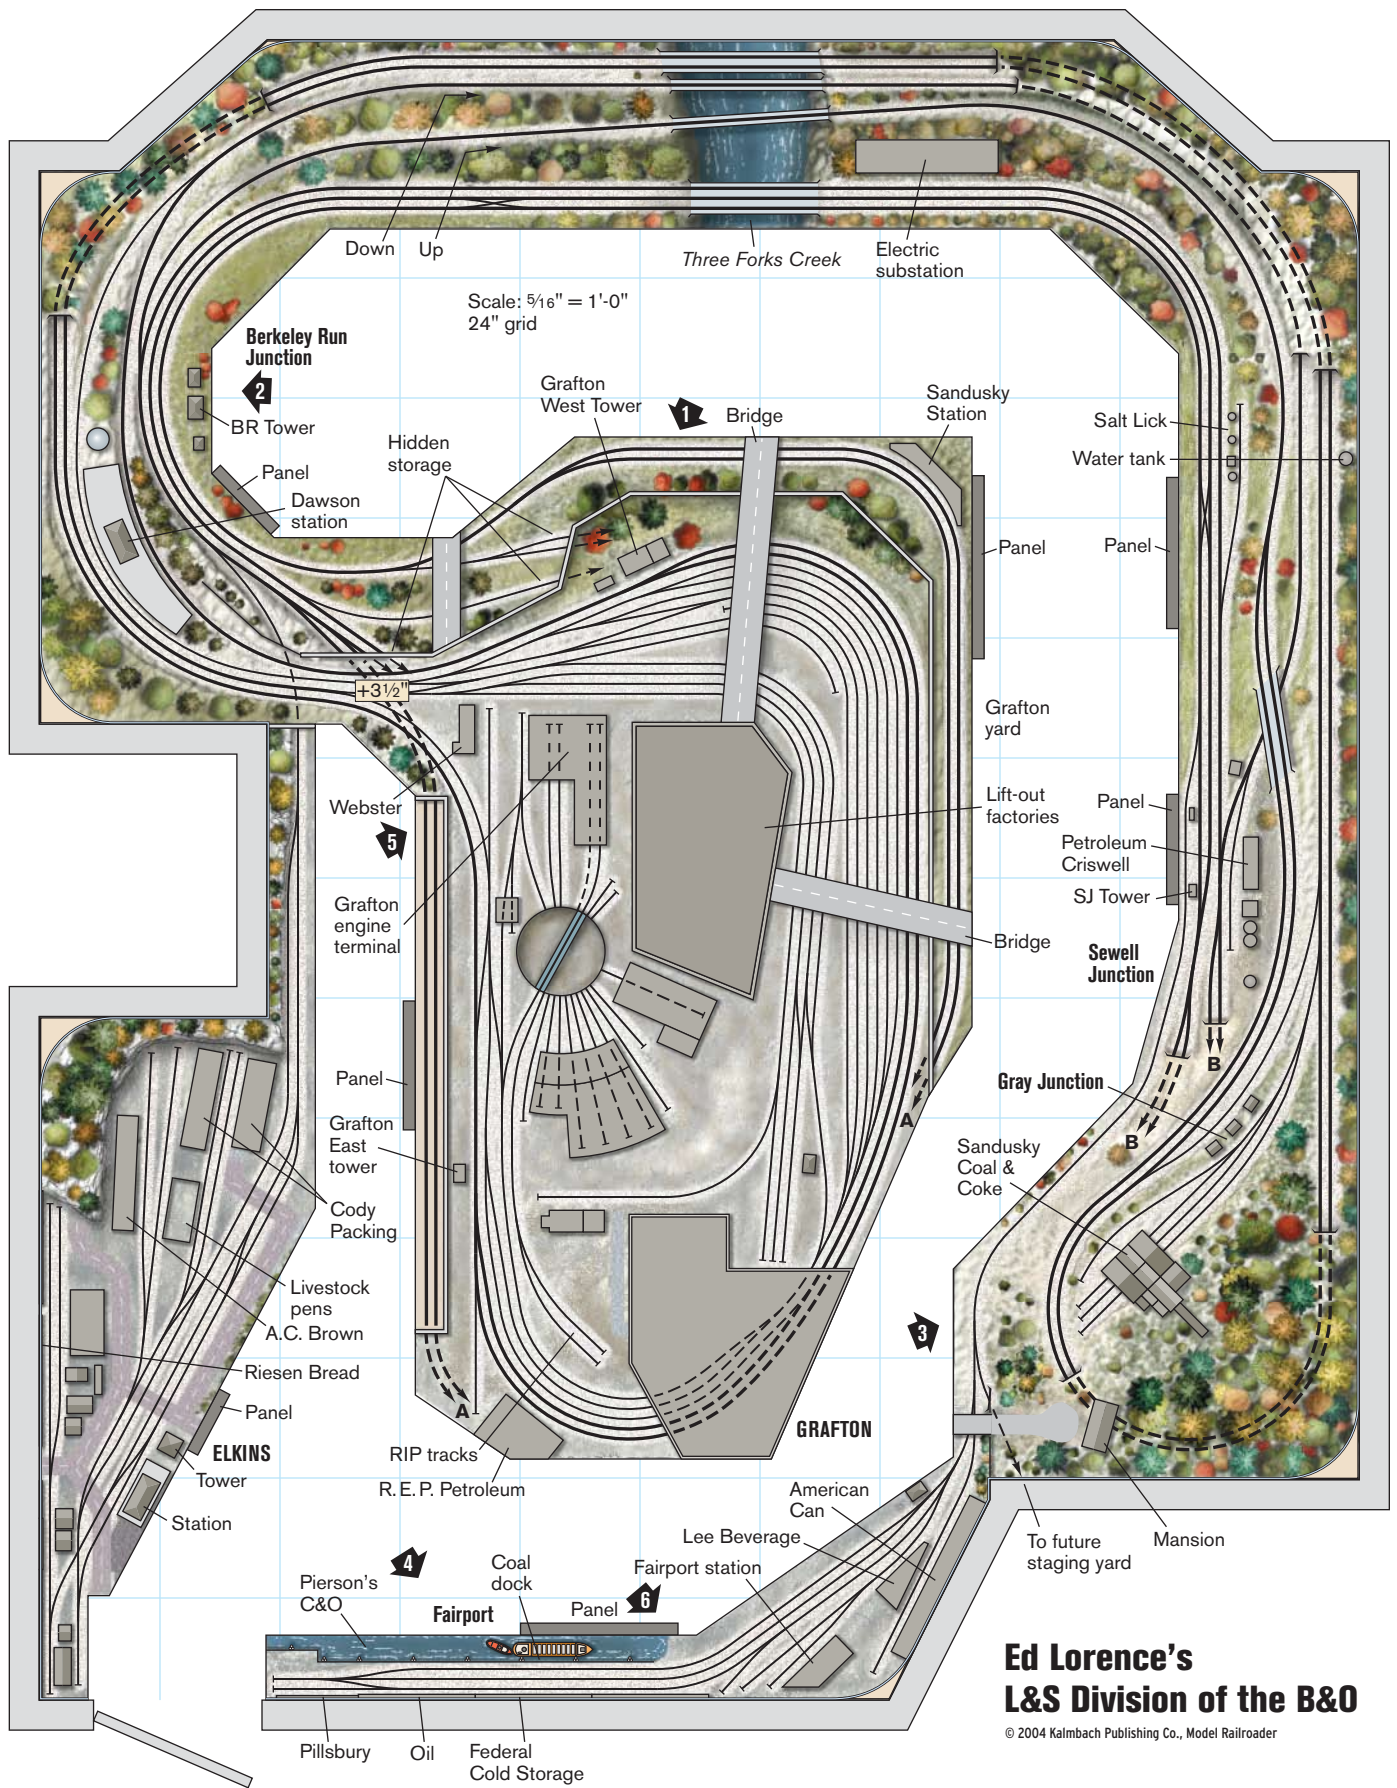 Down
Up
Three Forks Creek
Electric
substation
Scale: 5/16" = 1'-0"
24" grid
Berkeley Run
Junction
2
BR Tower
Panel
Dawson
station
Hidden
storage
Grafton
West Tower
1
Bridge
Sandusky
Station
Salt Lick
Water tank
Panel
Panel
+3½"
Grafton
yard
Webster
5
Lift-out
factories
Panel
Petroleum
Criswell
SJ Tower
Grafton
engine
terminal
Bridge
Sewell
Junction
B
Panel
Gray Junction
A
B
Grafton
East
tower
Sandusky
Coal &
Coke
Cody
Packing
Livestock
pens
A.C. Brown
3
Riesen Bread
Panel
A
ELKINS
GRAFTON
RIP tracks
Tower
R.E.P. Petroleum
American
Can
Station
Lee Beverage
To future
staging yard
Mansion
4
Coal
dock
Fairport station
Pierson's
C&O
Fairport
Panel
6
Ed Lorence's
L&S Division of the B&O
© 2004 Kalmbach Publishing Co., Model Railroader
Pillsbury
Oil
Federal
Cold Storage